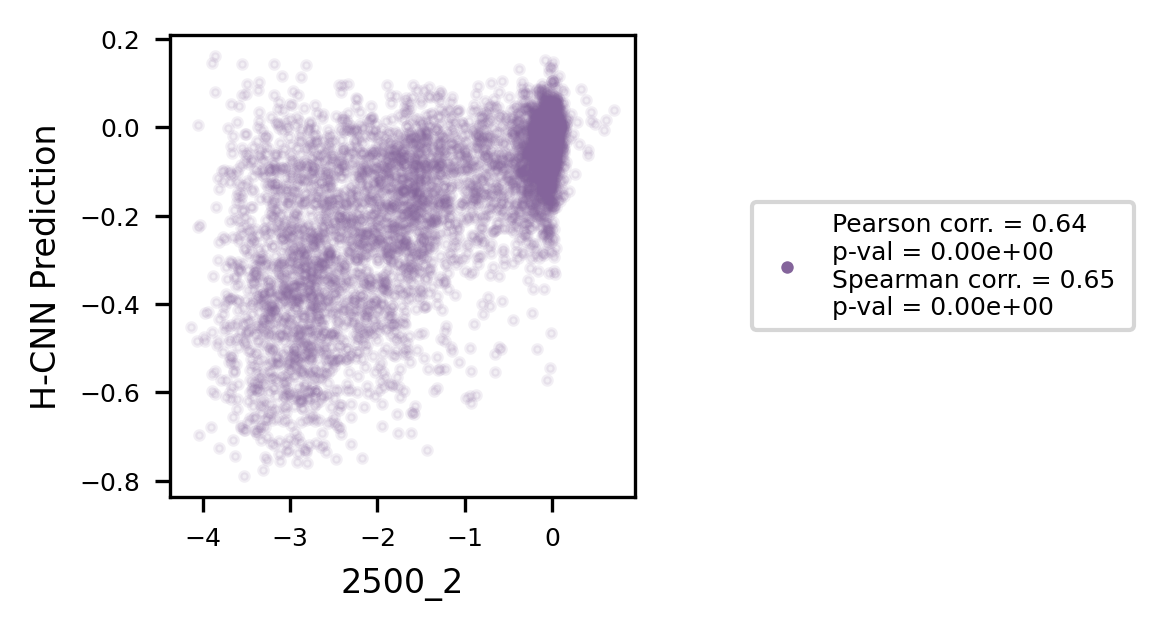 H-CNN Prediction
0.2
0.0
−0.2
−0.4
−0.6
−0.8
−4
−3
−2
−1
0
2500_2
Pearson corr. = 0.64
p-val = 0.00e+00
Spearman corr. = 0.65
p-val = 0.00e+00